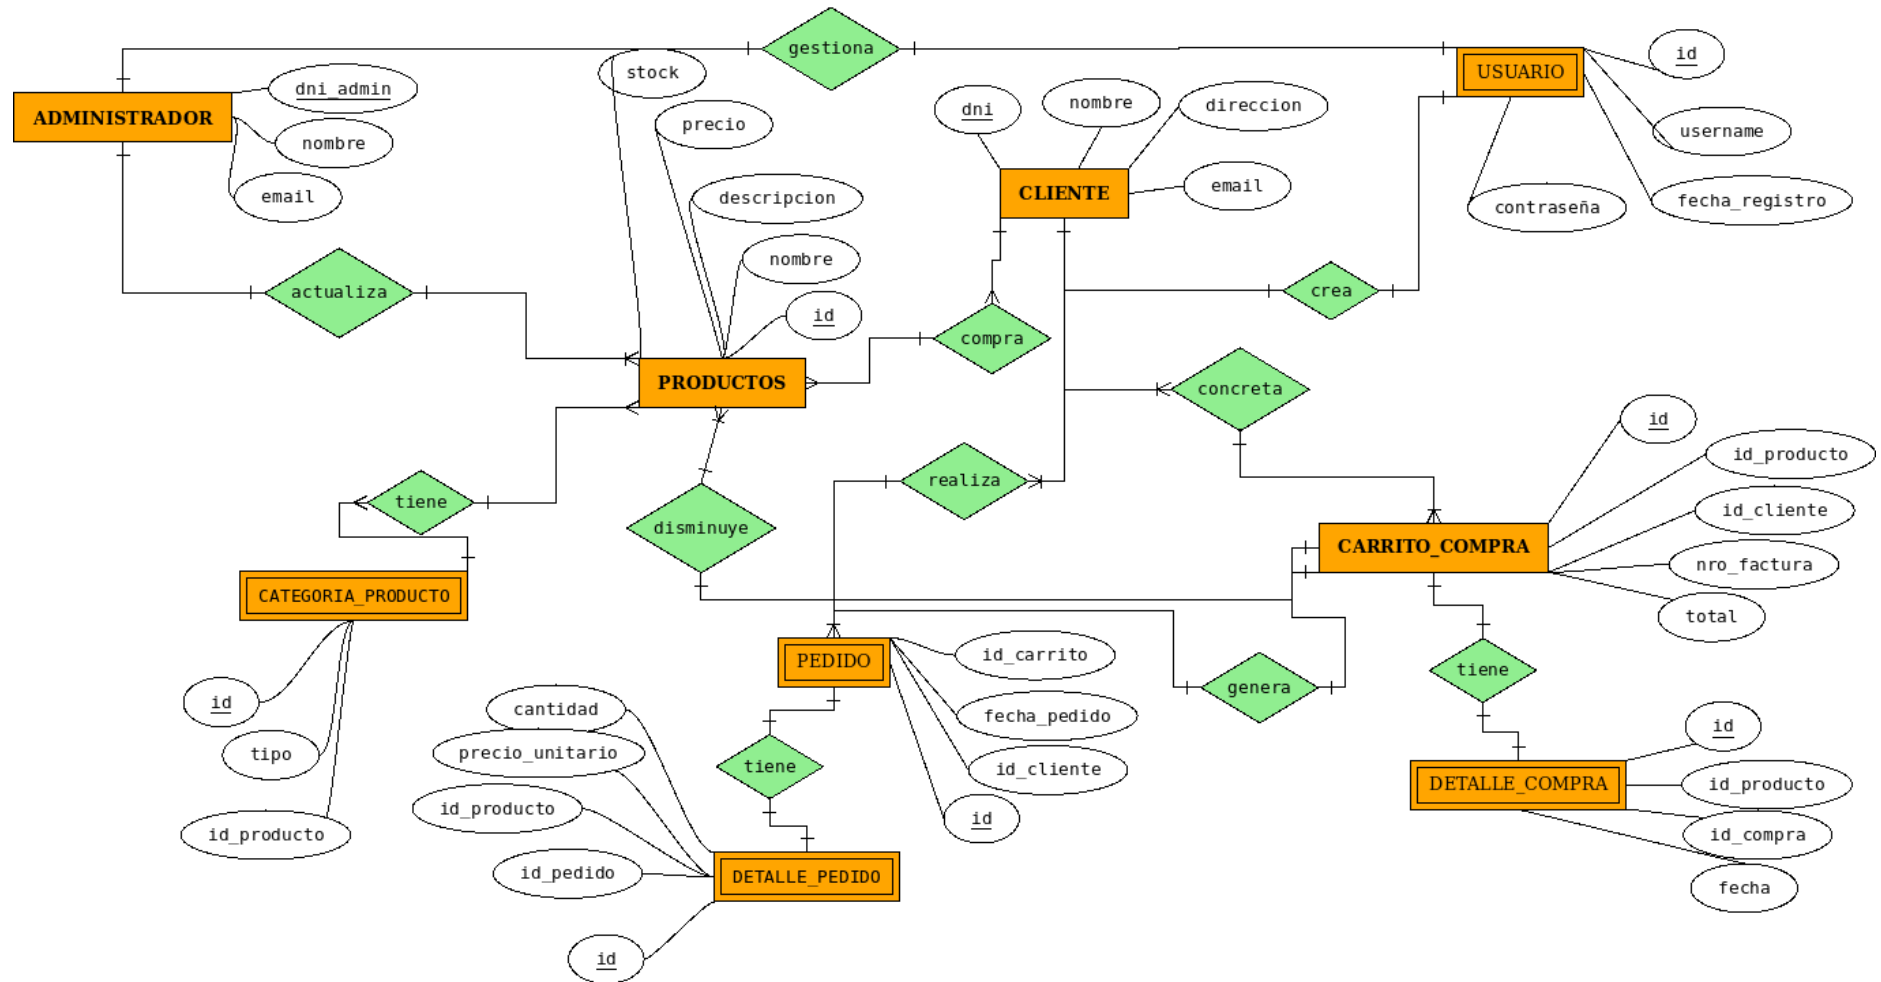 gestiona
id
USUARIO
stock
dni_admin
nombre
direccion
dni
ADMINISTRADOR
precio
username
nombre
email
CLIENTE
email
descripcion
fecha_registro
contraseña
nombre
actualiza
crea
id
compra
PRODUCTOS
concreta
id
id_producto
realiza
tiene
id_cliente
disminuye
CARRITO_COMPRA
nro_factura
CATEGORIA_PRODUCTO
total
id_carrito
PEDIDO
tiene
genera
id
cantidad
fecha_pedido
id
precio_unitario
tipo
tiene
id_cliente
DETALLE_COMPRA
id_producto
id_producto
id
id_producto
id_compra
id_pedido
DETALLE_PEDIDO
fecha
id